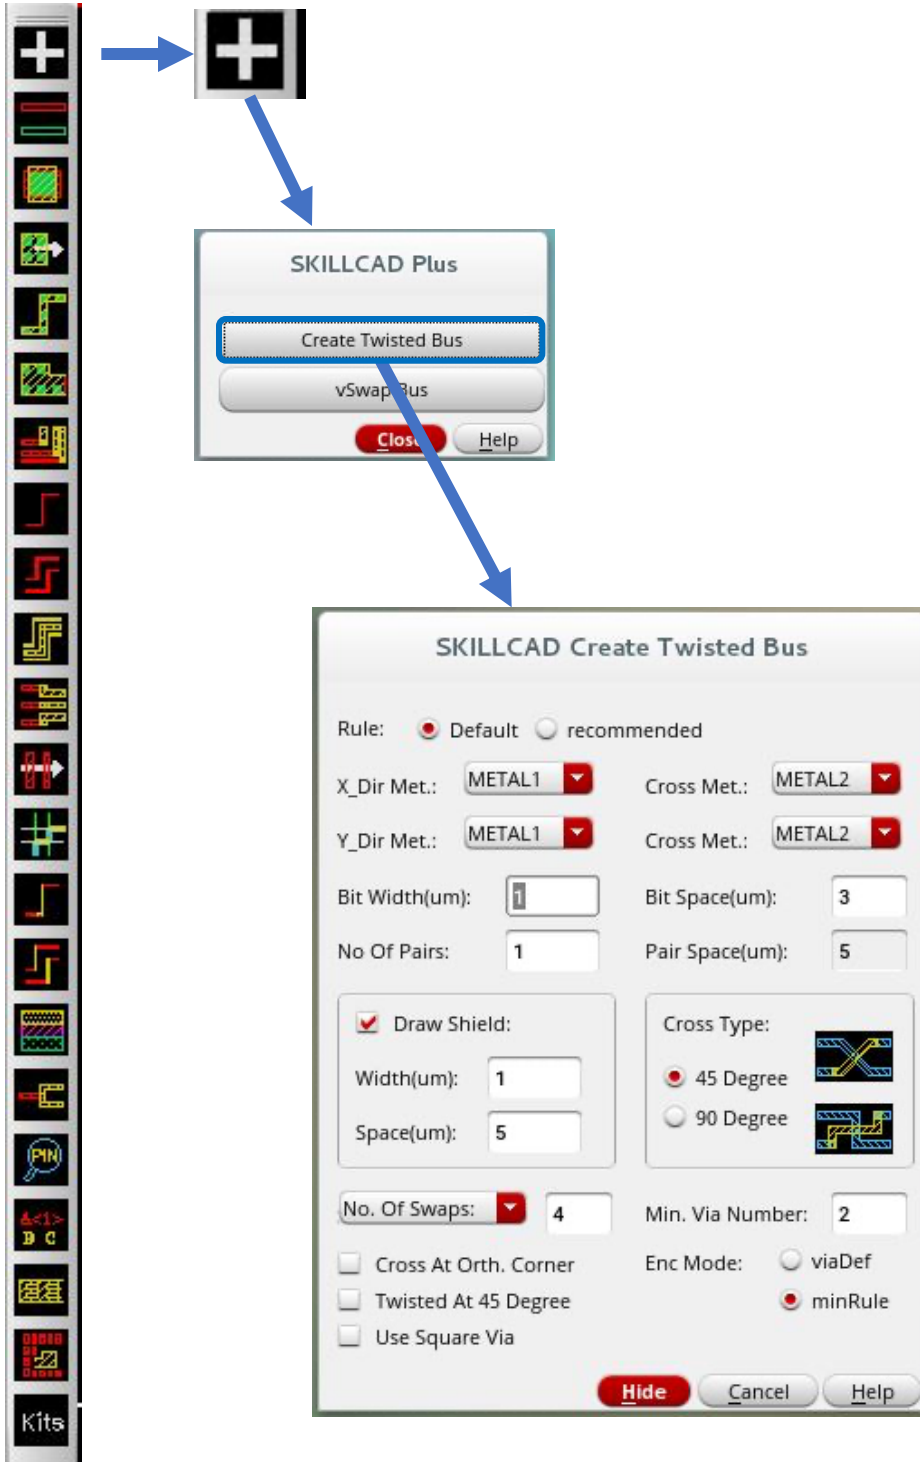 SKILLCAD Plus
Create Twisted Bus
vSwap Bus
Close Help
SKILLCAD Create Twisted Bus
Rule: Default recommended
X_Dir Met.: METAL1 Cross Met.: METAL2
Y_Dir Met.: METAL1 Cross Met.: METAL2
Bit Width(um): 1 Bit Space(um): 3
No Of Pairs: 1 Pair Space(um): 5
Draw Shield: Cross Type:
Width(um): 1 45 Degree
Space(um): 5 90 Degree
No. Of Swaps: 4 Min. Via Number: 2
Cross At Orth. Corner Enc Mode: viaDef
Twisted At 45 Degree minRule
Use Square Via
Hide Cancel Help
PIN
A<1>
B C
Kits